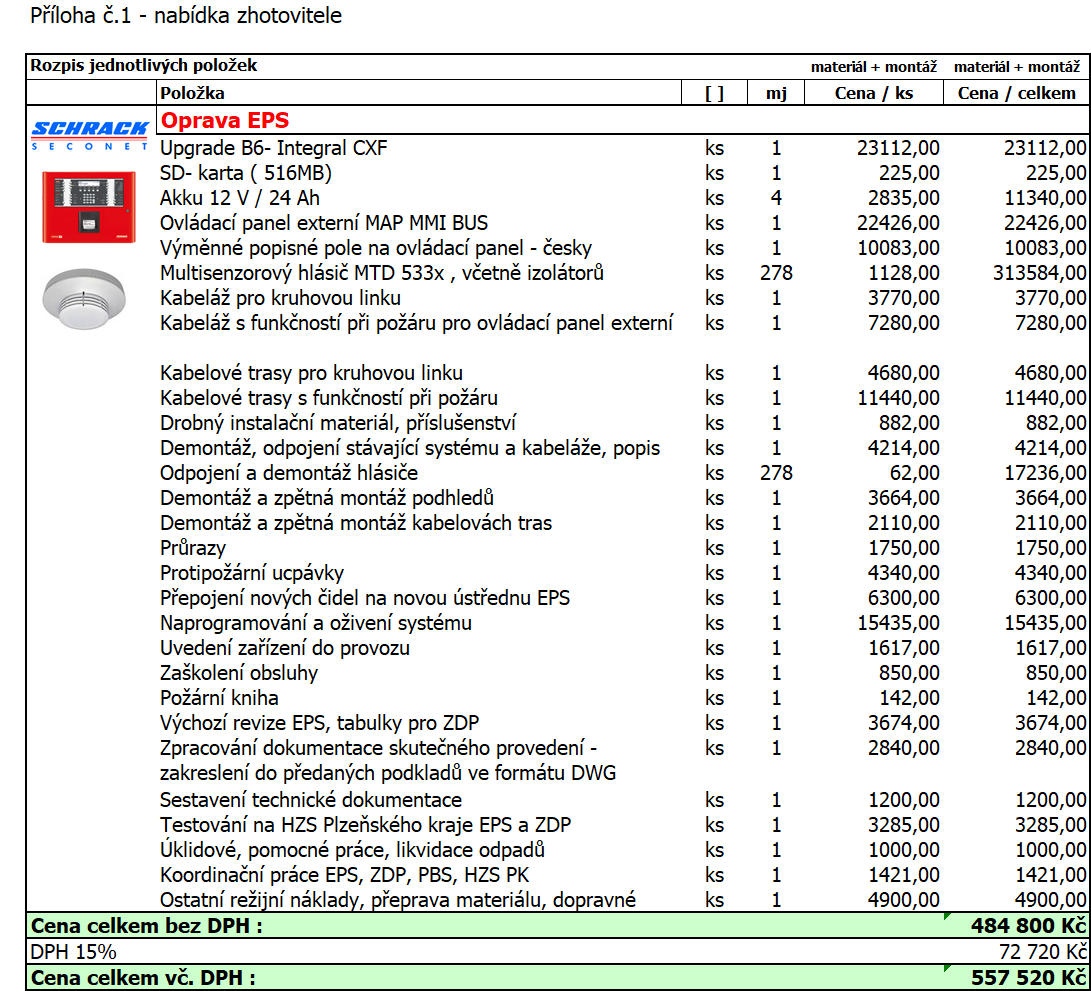 Příloha č.1 - nabídka zhotovitele
Rozpis jednotlivých položek materiál + montáž materiál + montáž
Položka [ ] mj Cena / ks Cena / celkem
SCHRACK
SECONET
Oprava EPS
Upgrade B6- Integral CXF ks 1 23112,00 23112,00
SD- karta ( 516MB) ks 1 225,00 225,00
Akku 12 V / 24 Ah ks 4 2835,00 11340,00
Ovládací panel externí MAP MMI BUS ks 1 22426,00 22426,00
Výměnné popisné pole na ovládací panel - česky ks 1 10083,00 10083,00
Multisenzorový hlásič MTD 533x , včetně izolátorů ks 278 1128,00 313584,00
Kabeláž pro kruhovou linku ks 1 3770,00 3770,00
Kabeláž s funkčností při požáru pro ovládací panel externí ks 1 7280,00 7280,00
Kabelové trasy pro kruhovou linku ks 1 4680,00 4680,00
Kabelové trasy s funkčností při požáru ks 1 11440,00 11440,00
Drobný instalační materiál, příslušenství ks 1 882,00 882,00
Demontáž, odpojení stávající systému a kabeláže, popis ks 1 4214,00 4214,00
Odpojení a demontáž hlásiče ks 278 62,00 17236,00
Demontáž a zpětná montáž podhledů ks 1 3664,00 3664,00
Demontáž a zpětná montáž kabelovách tras ks 1 2110,00 2110,00
Průrazy ks 1 1750,00 1750,00
Protipožární ucpávky ks 1 4340,00 4340,00
Přepojení nových čidel na novou ústřednu EPS ks 1 6300,00 6300,00
Naprogramování a oživení systému ks 1 15435,00 15435,00
Uvedení zařízení do provozu ks 1 1617,00 1617,00
Zaškolení obsluhy ks 1 850,00 850,00
Požární kniha ks 1 142,00 142,00
Výchozí revize EPS, tabulky pro ZDP ks 1 3674,00 3674,00
Zpracování dokumentace skutečného provedení - ks 1 2840,00 2840,00
zakreslení do předaných podkladů ve formátu DWG
Sestavení technické dokumentace ks 1 1200,00 1200,00
Testování na HZS Plzeňského kraje EPS a ZDP ks 1 3285,00 3285,00
Úklidové, pomocné práce, likvidace odpadů ks 1 1000,00 1000,00
Koordinační práce EPS, ZDP, PBS, HZS PK ks 1 1421,00 1421,00
Ostatní režijní náklady, přeprava materiálu, dopravné ks 1 4900,00 4900,00
Cena celkem bez DPH : 484 800 Kč
DPH 15% 72 720 Kč
Cena celkem vč. DPH : 557 520 Kč